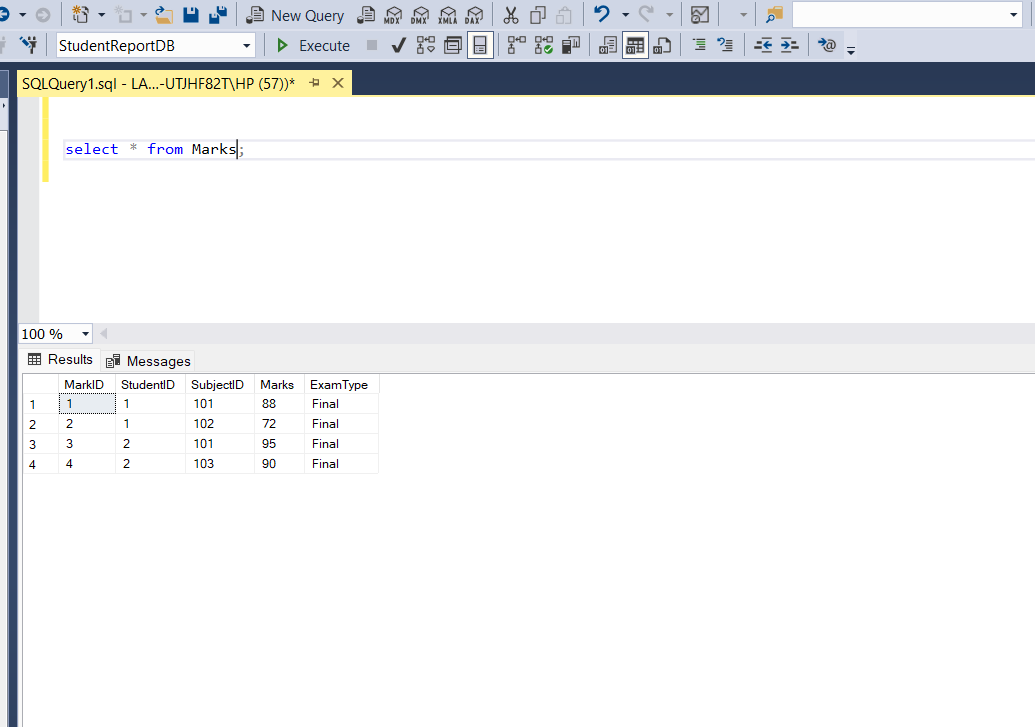 New Query MDX DMX XMLA DAX
StudentReportDB Execute
SQLQuery1.sql - LA...-UTJHF82T\HP (57))*
select * from Marks;
100 %
Results Messages
MarkID StudentID SubjectID Marks ExamType
1 1 1 101 88 Final
2 2 1 102 72 Final
3 3 2 101 95 Final
4 4 2 103 90 Final